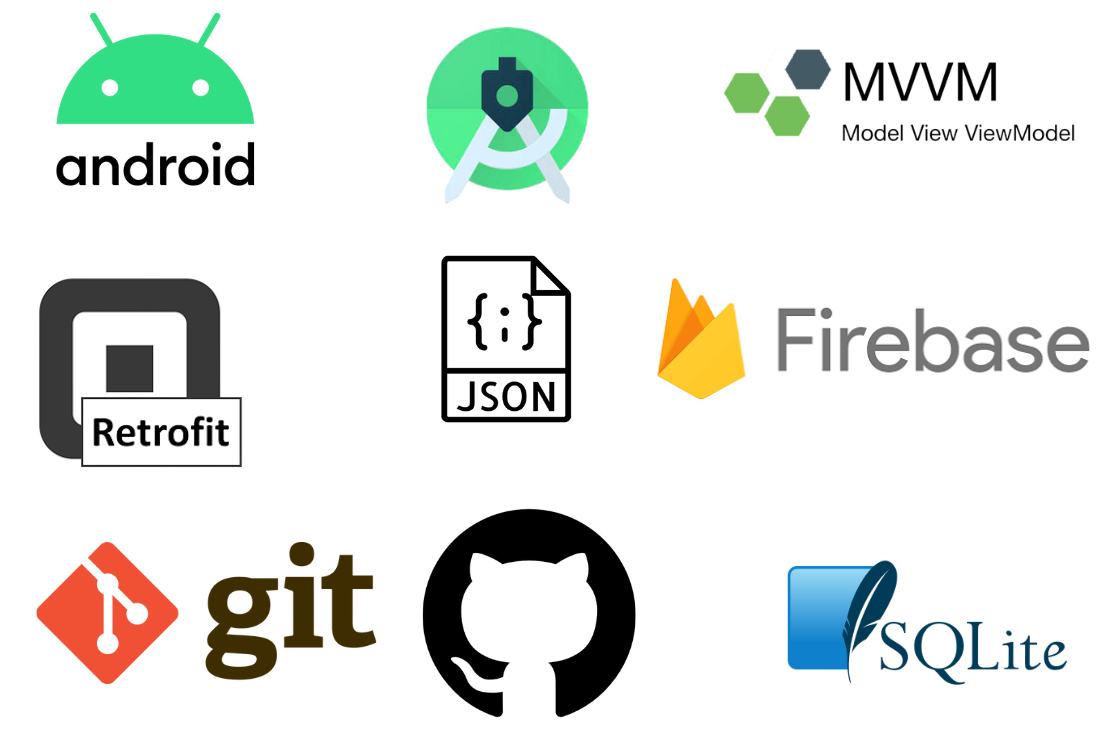 android
MVVM
Model View ViewModel
Retrofit
{;}
JSON
Firebase
git
SQLite